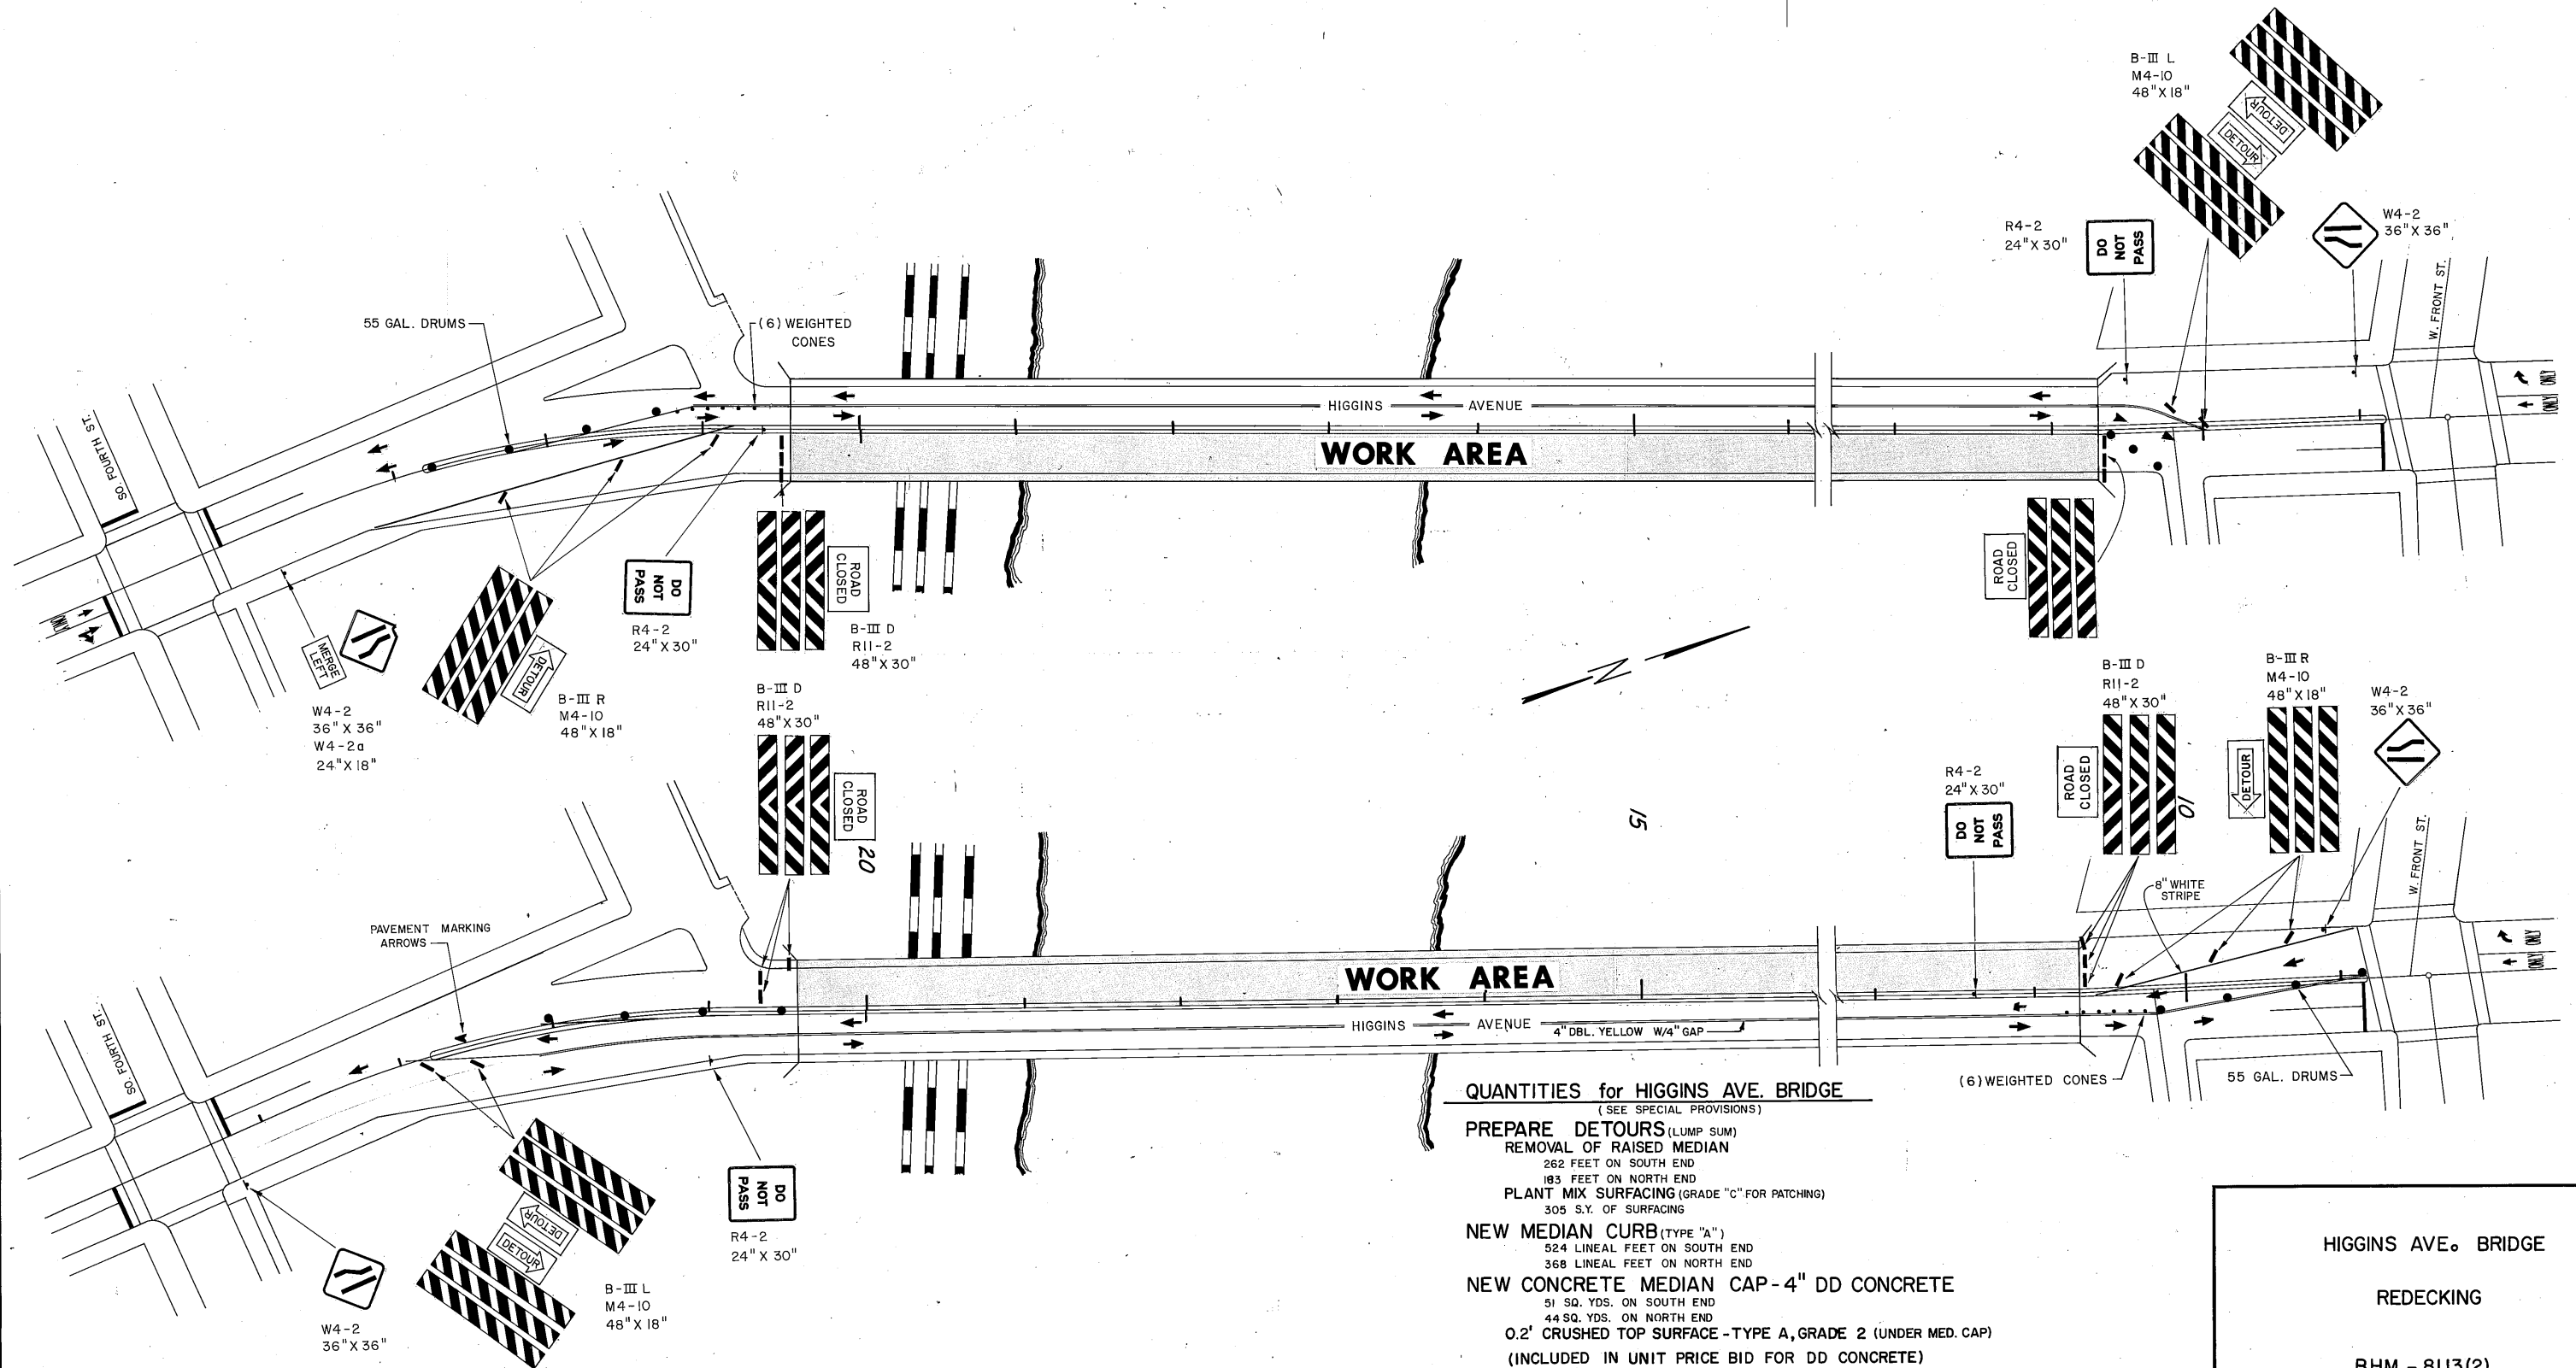 B-III L
M4-10
48"X18"
DETOUR
DETOUR
R4-2
24"X30"
DO
NOT
PASS
W4-2
36"X36"
W. FRONT ST.
ONLY
ONLY
55 GAL. DRUMS
(6) WEIGHTED
CONES
SO. FOURTH ST.
HIGGINS AVENUE
WORK AREA
ONLY
MERGE
LEFT
W4-2
36"X36"
W4-2a
24"X18"
DETOUR
B-III R
M4-10
48"X18"
DO
NOT
PASS
R4-2
24"X30"
ROAD
CLOSED
B-III D
R11-2
48"X30"
ROAD
CLOSED
N
B-III D
R11-2
48"X30"
ROAD
CLOSED
20
15
R4-2
24"X30"
DO
NOT
PASS
B-III D
R11-2
48"X30"
ROAD
CLOSED
10
B-III R
M4-10
48"X18"
DETOUR
W4-2
36"X36"
8" WHITE
STRIPE
W. FRONT ST.
ONLY
ONLY
PAVEMENT MARKING
ARROWS
SO. FOURTH ST.
WORK AREA
HIGGINS AVENUE
4" DBL. YELLOW W/4" GAP
(6) WEIGHTED CONES
55 GAL. DRUMS
W4-2
36"X36"
DETOUR
DETOUR
B-III L
M4-10
48"X18"
DO
NOT
PASS
R4-2
24"X30"
QUANTITIES for HIGGINS AVE. BRIDGE
(SEE SPECIAL PROVISIONS)
PREPARE DETOURS (LUMP SUM)
REMOVAL OF RAISED MEDIAN
262 FEET ON SOUTH END
183 FEET ON NORTH END
PLANT MIX SURFACING (GRADE "C" FOR PATCHING)
305 S.Y. OF SURFACING
NEW MEDIAN CURB (TYPE "A")
524 LINEAL FEET ON SOUTH END
368 LINEAL FEET ON NORTH END
NEW CONCRETE MEDIAN CAP-4" DD CONCRETE
51 SQ. YDS. ON SOUTH END
44 SQ. YDS. ON NORTH END
0.2' CRUSHED TOP SURFACE-TYPE A, GRADE 2 (UNDER MED. CAP)
(INCLUDED IN UNIT PRICE BID FOR DD CONCRETE)
HIGGINS AVE. BRIDGE
REDECKING
RHM-8113(2)